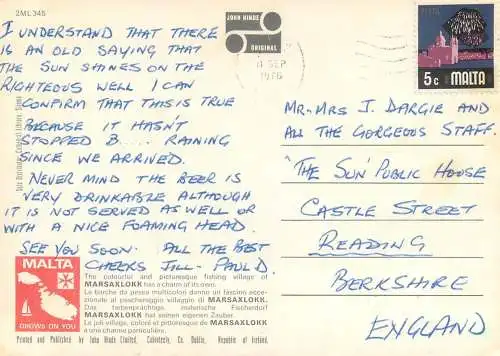 2ML 345
JOHN HINDE
ORIGINAL
SEP
1976
5c MALTA
I UNDERSTAND THAT THERE
IS AN OLD SAYING THAT
THE SUN SHINES ON THE
RIGHTEOUS WELL I CAN
CONFIRM THAT THIS IS TRUE
BECAUSE IT HASN'T
STOPPED B.... RAINING
SINCE WE ARRIVED.
NEVER MIND THE BEER IS
VERY DRINKABLE ALTHOUGH
IT IS NOT SERVED AS WELL OR
WITH A NICE FOAMING HEAD.
SEE YOU SOON. ALL THE BEST
CHEERS JILL - PAUL D
MR-MRS J. DARGIE AND
ALL THE GORGEOUS STAFF.
'THE SUN' PUBLIC HOUSE
CASTLE STREET
READING
BERKSHIRE
ENGLAND
MALTA
GROWS ON YOU
The colourful and picturesque fishing village of
MARSAXLOKK has a charm of its own.
Le barche da pesca multicolori danno un fascino acce-
zionale al paschereggio villaggio di MARSAXLOKK.
Das farbenprächtige, malerische Fischerdorf
MARSAXLOKK hat seinen eigenen Zauber.
Le joli village, coloré et pittoresque de MARSAXLOKK
a une charme particulière.
Printed and Published by John Hinde Limited, Cabinteely, Co. Dublin, Republic of Ireland.